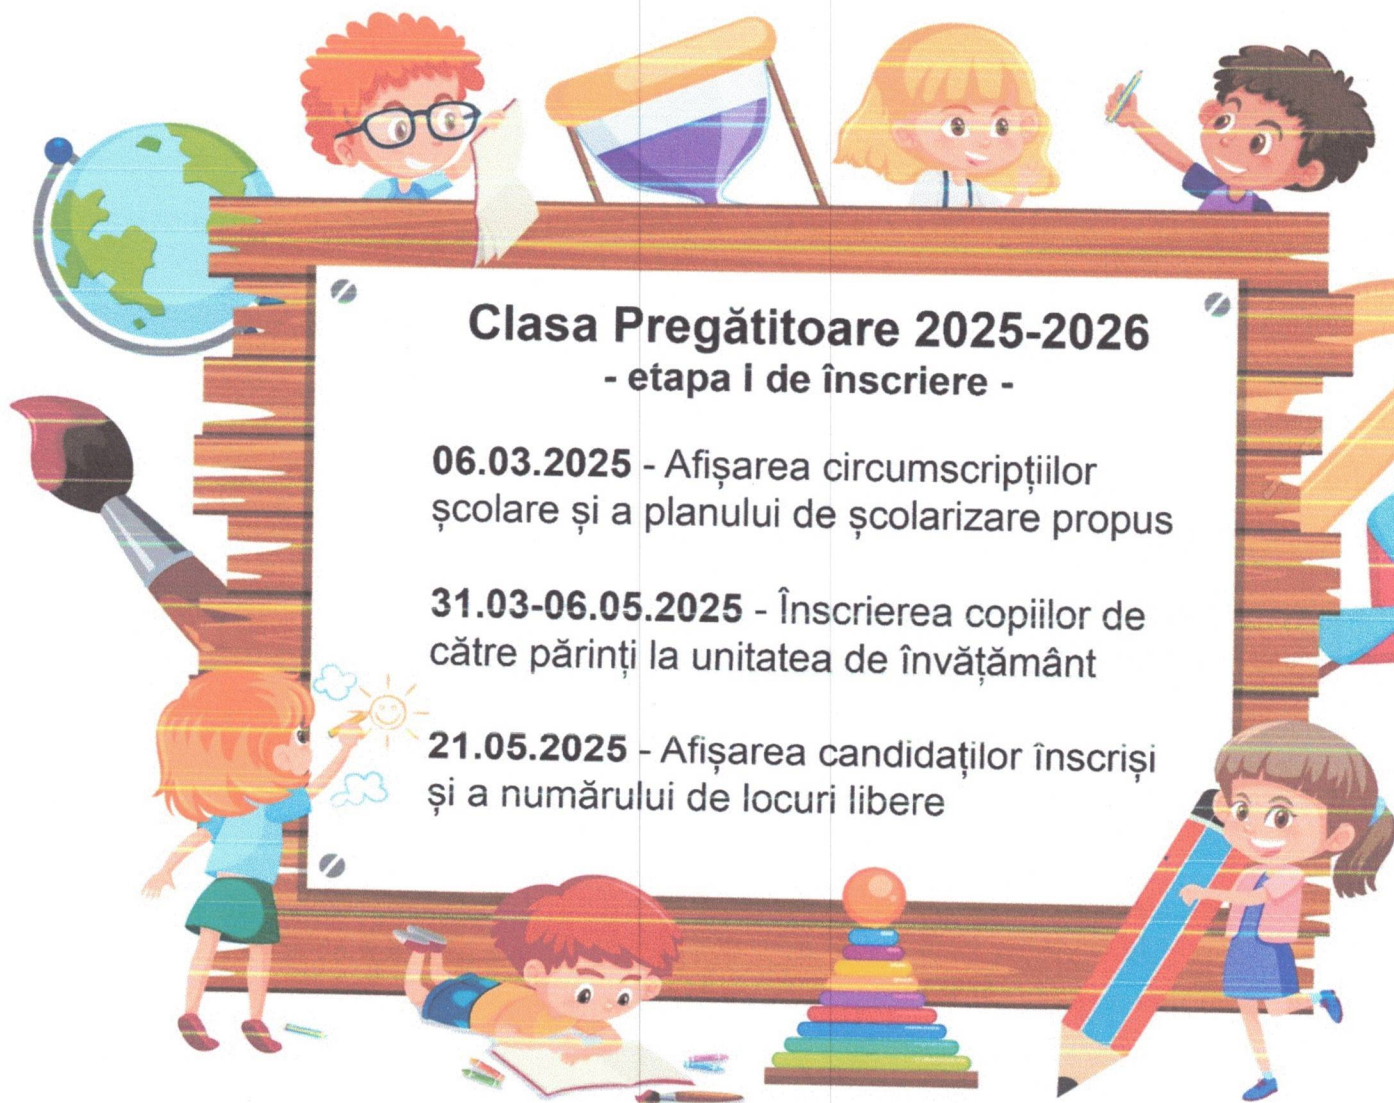 Clasa Pregătitoare 2025-2026
- etapa I de înscriere -
06.03.2025 - Afișarea circumscripțiilor
școlare și a planului de școlarizare propus
31.03-06.05.2025 - Înscrierea copiilor de
către părinți la unitatea de învățământ
21.05.2025 - Afișarea candidaților înscriși
și a numărului de locuri libere